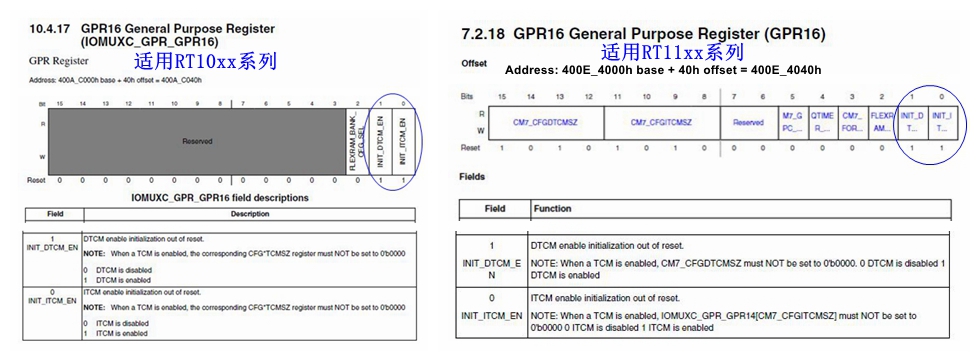 10.4.17 GPR16 General Purpose Register
(IOMUXC_GPR_GPR16)
适用RT10xx系列
GPR Register
Address: 400A_C000h base + 40h offset = 400A_C040h
Bit 15 14 13 12 11 10 9 8 7 6 5 4 3 2 1 0
R
W
Reserved
FLEXRAM_BANK_
CFG_SEL
INIT_DTCM_EN
INIT_ITCM_EN
Reset 0 0 0 0 0 0 0 0 0 0 0 0 0 0 1 1
IOMUXC_GPR_GPR16 field descriptions
Field Description
1
INIT_DTCM_EN
DTCM enable initialization out of reset.
NOTE: When a TCM is enabled, the corresponding CFG*TCMSZ register must NOT be set to 0'b0000
0 DTCM is disabled
1 DTCM is enabled
0
INIT_ITCM_EN
ITCM enable initialization out of reset.
NOTE: When a TCM is enabled, the corresponding CFG*TCMSZ register must NOT be set to 0'b0000
0 ITCM is disabled
1 ITCM is enabled
7.2.18 GPR16 General Purpose Register (GPR16)
适用RT11xx系列
Offset
Address: 400E_4000h base + 40h offset = 400E_4040h
Bits 15 14 13 12 11 10 9 8 7 6 5 4 3 2 1 0
R
W
CM7_CFGDTCMSZ
CM7_CFGITCMSZ
Reserved
M7_G
PC_...
QTIME
R_...
CM7_
FOR...
FLEXR
AM...
INIT_D
T...
INIT_I
T...
Reset 1 0 1 0 1 0 0 1 0 0 0 0 0 0 1 1
Fields
Field Function
1
INIT_DTCM_E
N
DTCM enable initialization out of reset.
NOTE: When a TCM is enabled, CM7_CFGDTCMSZ must NOT be set to 0'b0000. 0 DTCM is disabled 1
DTCM is enabled
0
INIT_ITCM_EN
ITCM enable initialization out of reset.
NOTE: When a TCM is enabled, IOMUXC_GPR_GPR14[CM7_CFGITCMSZ] must NOT be set to
0'b0000 0 ITCM is disabled 1 ITCM is enabled